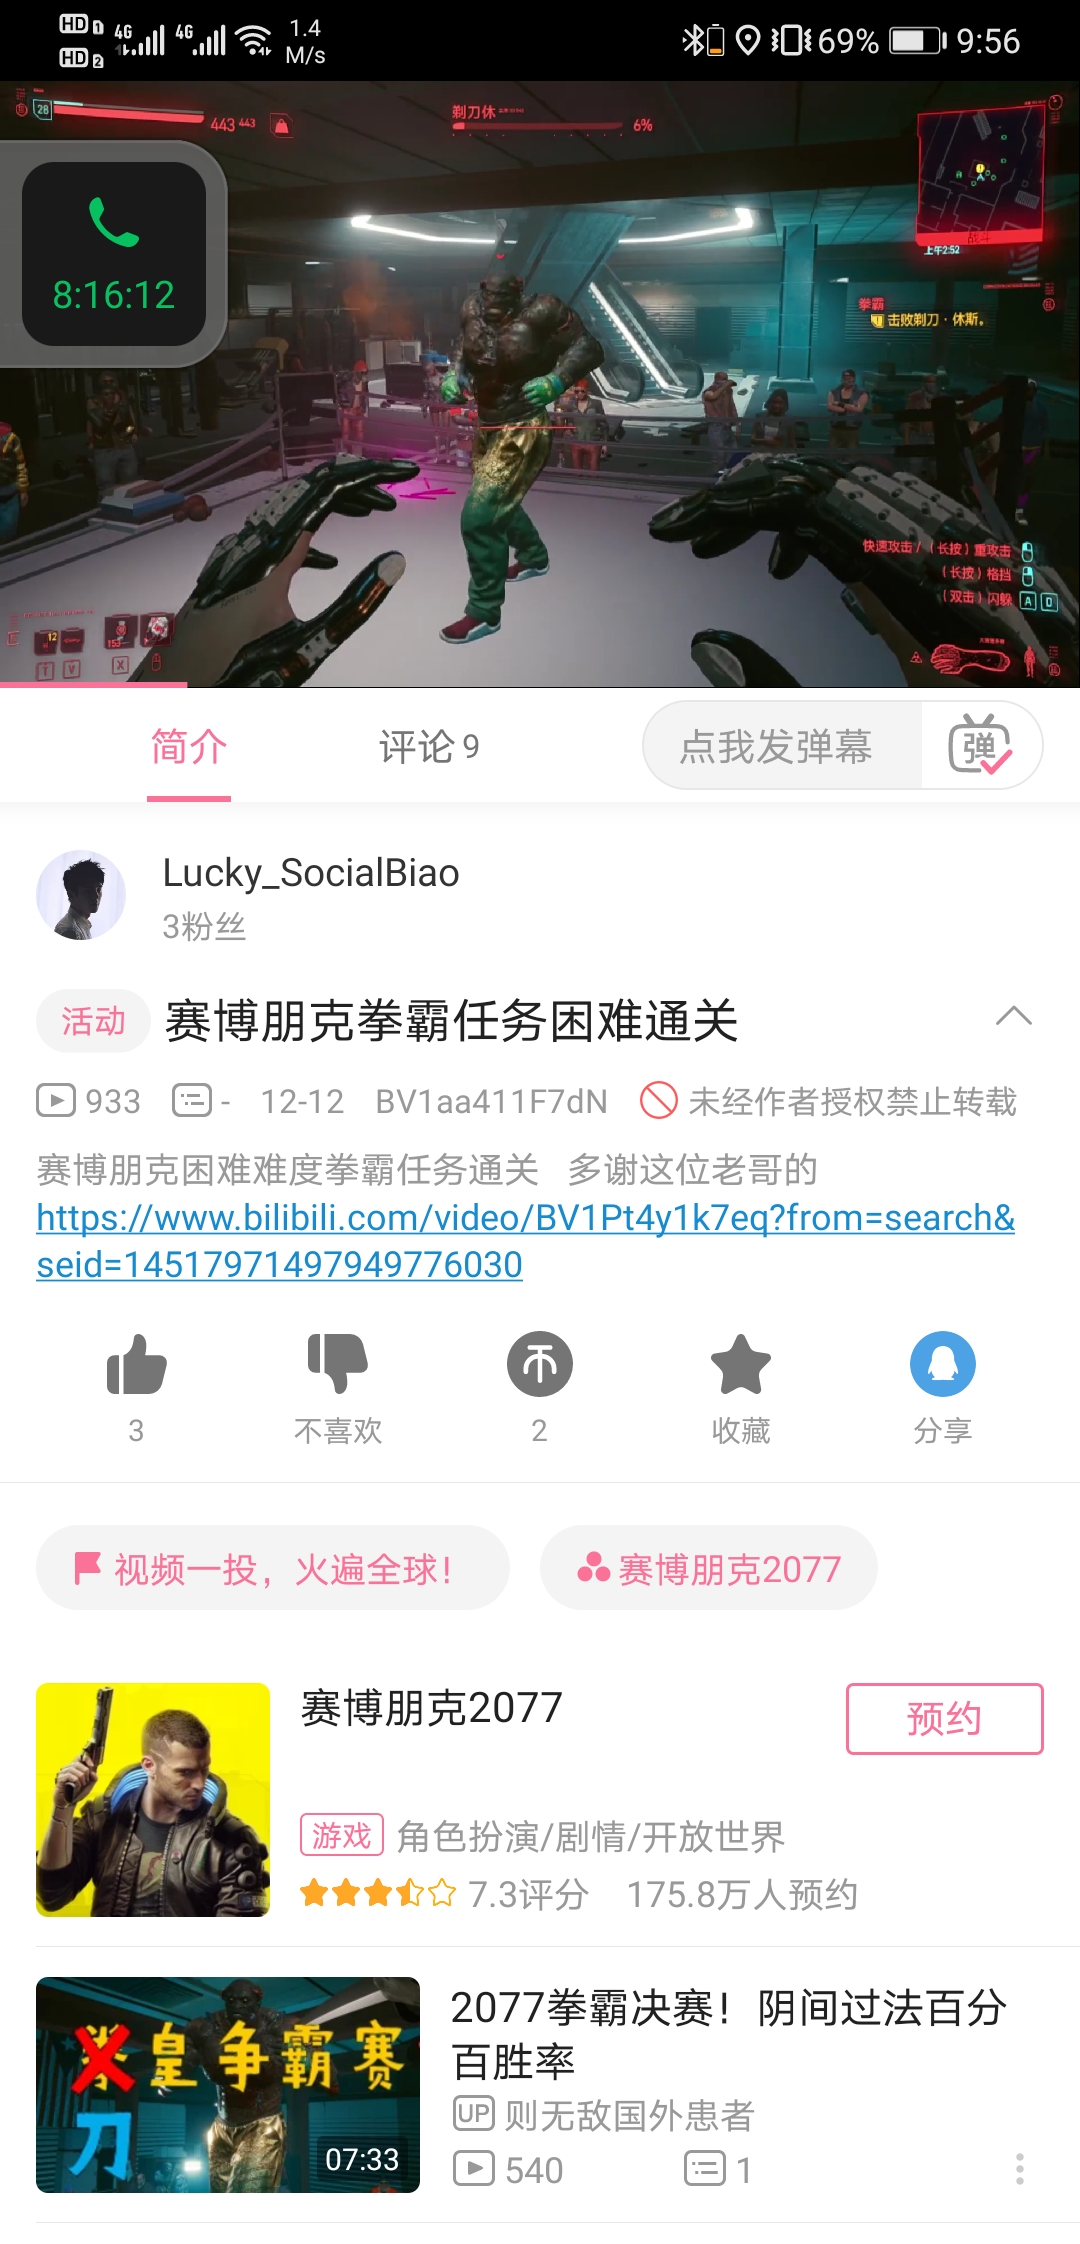 HD 1 4G 4G 1.4 M/s 69% 9:56
HD 2
28 443 443 剃刀休 6%
8:16:12
战斗
上午2:52
拳霸
击败剃刀·休斯。
快速攻击/（长按）重攻击
（长按）格挡
（双击）闪躲 A D
12 153
T V X
简介 评论 9 点我发弹幕 弹
Lucky_SocialBiao
3粉丝
活动 赛博朋克拳霸任务困难通关
933 - 12-12 BV1aa411F7dN 未经作者授权禁止转载
赛博朋克困难难度拳霸任务通关 多谢这位老哥的
https://www.bilibili.com/video/BV1Pt4y1k7eq?from=search&
seid=14517971497949776030
3 不喜欢 2 收藏 分享
视频一投，火遍全球！ 赛博朋克2077
赛博朋克2077 预约
游戏 角色扮演/剧情/开放世界
7.3评分 175.8万人预约
拳皇争霸赛
刀
07:33
2077拳霸决赛！阴间过法百分
百胜率
UP 则无敌国外患者
540 1